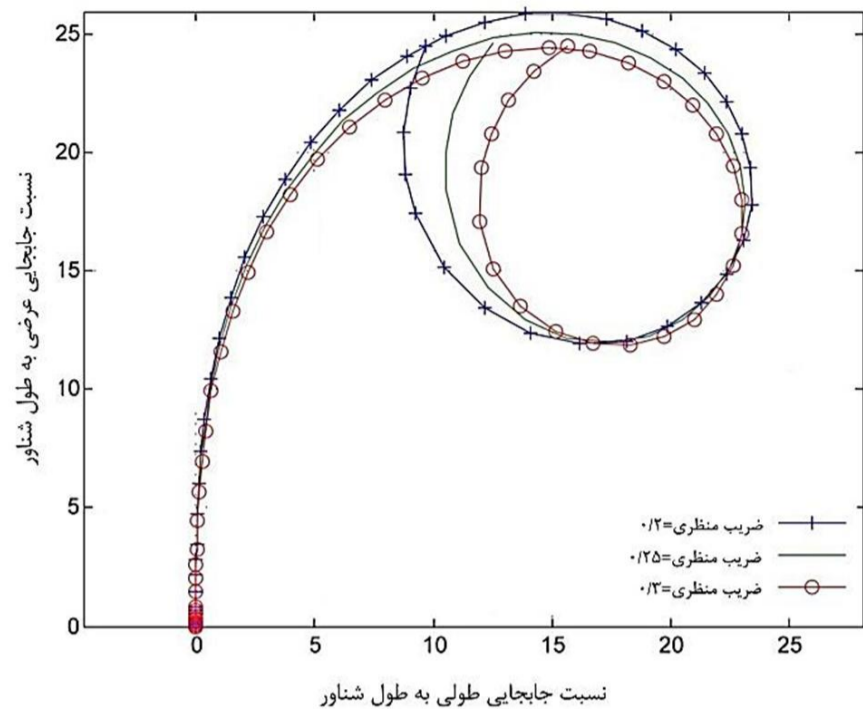 25
20
15
10
5
0
نسبت جابجایی عرضی به طول شناور
ضریب منظری=۰/۲
ضریب منظری=۰/۲۵
ضریب منظری=۰/۳
0 5 10 15 20 25
نسبت جابجایی طولی به طول شناور